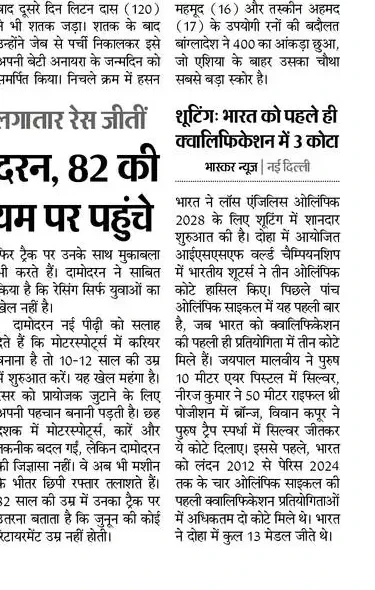 बाद दूसरे दिन लिटन दास (120)
ने भी शतक जड़ा। शतक के बाद
उन्होंने जेब से पर्ची निकालकर इसे
अपनी बेटी अनायरा के जन्मदिन को
समर्पित किया। निचले क्रम में हसन
महमूद (16) और तस्कीन अहमद
(17) के उपयोगी रनों की बदौलत
बांग्लादेश ने 400 का आंकड़ा छुआ,
जो एशिया के बाहर उसका चौथा
सबसे बड़ा स्कोर है।
लगातार रेस जीतीं
दरन, 82 की
यम पर पहुंचे
फिर ट्रैक पर उनके साथ मुकाबला
भी करते हैं। दामोदरन ने साबित
किया है कि रेसिंग सिर्फ युवाओं का
खेल नहीं है।
दामोदरन नई पीढ़ी को सलाह
देते हैं कि मोटरस्पोर्ट्स में करियर
बनाना है तो 10-12 साल की उम्र
में शुरुआत करें। यह खेल महंगा है।
रेसर को प्रायोजक जुटाने के लिए
अपनी पहचान बनानी पड़ती है। छह
दशक में मोटरस्पोर्ट्स, कारें और
तकनीक बदल गईं, लेकिन दामोदरन
की जिज्ञासा नहीं। वे अब भी मशीन
के भीतर छिपी रफ्तार तलाशते हैं।
82 साल की उम्र में उनका ट्रैक पर
उतरना बताता है कि जुनून की कोई
रिटायरमेंट उम्र नहीं होती।
शूटिंग: भारत को पहले ही
क्वालिफिकेशन में 3 कोटा
भास्कर न्यूज | नई दिल्ली
भारत ने लॉस एंजिलिस ओलिंपिक
2028 के लिए शूटिंग में शानदार
शुरुआत की है। दोहा में आयोजित
आईएसएसएफ वर्ल्ड चैम्पियनशिप
में भारतीय शूटर्स ने तीन ओलिंपिक
कोटे हासिल किए। पिछले पांच
ओलिंपिक साइकल में यह पहली बार
है, जब भारत को क्वालिफिकेशन
की पहली ही प्रतियोगिता में तीन कोटे
मिले हैं। जयपाल मालवीय ने पुरुष
10 मीटर एयर पिस्टल में सिल्वर,
नीरज कुमार ने 50 मीटर राइफल थ्री
पोजीशन में ब्रॉन्ज, विवान कपूर ने
पुरुष ट्रैप स्पर्धा में सिल्वर जीतकर
ये कोटे दिलाए। इससे पहले, भारत
को लंदन 2012 से पेरिस 2024
तक के चार ओलिंपिक साइकल की
पहली क्वालिफिकेशन प्रतियोगिताओं
में अधिकतम दो कोटे मिले थे। भारत
ने दोहा में कुल 13 मेडल जीते थे।